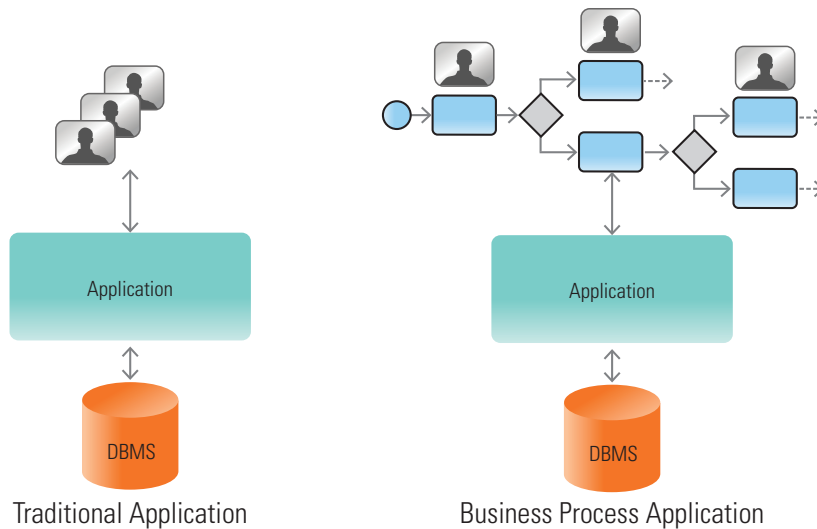 Application
Application
DBMS
DBMS
Traditional Application
Business Process Application